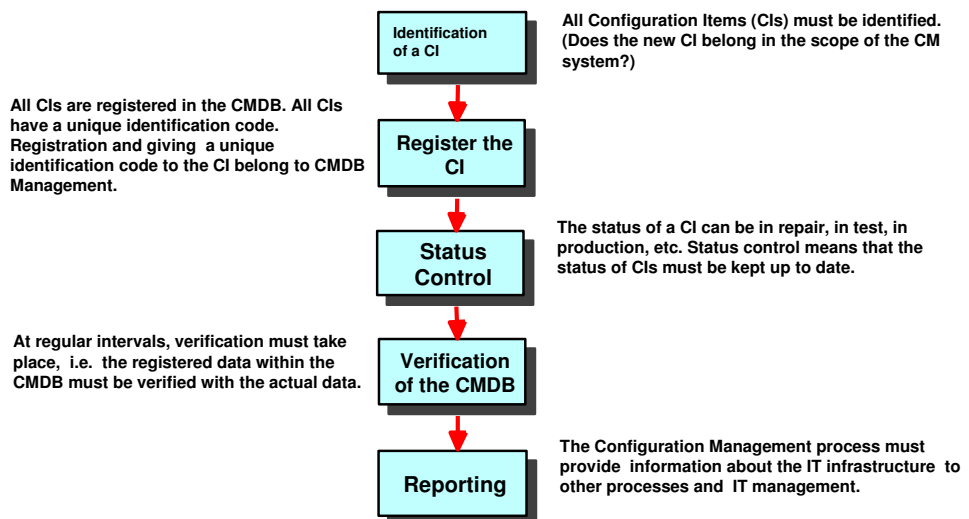 Identification
of a CI
All Configuration Items (CIs) must be identified.
(Does the new CI belong in the scope of the CM
system?)
All CIs are registered in the CMDB. All CIs
have a unique identification code.
Registration and giving a unique
identification code to the CI belong to CMDB
Management.
Register the
CI
Status
Control
The status of a CI can be in repair, in test, in
production, etc. Status control means that the
status of CIs must be kept up to date.
At regular intervals, verification must take
place, i.e. the registered data within the
CMDB must be verified with the actual data.
Verification
of the CMDB
Reporting
The Configuration Management process must
provide information about the IT infrastructure to
other processes and IT management.